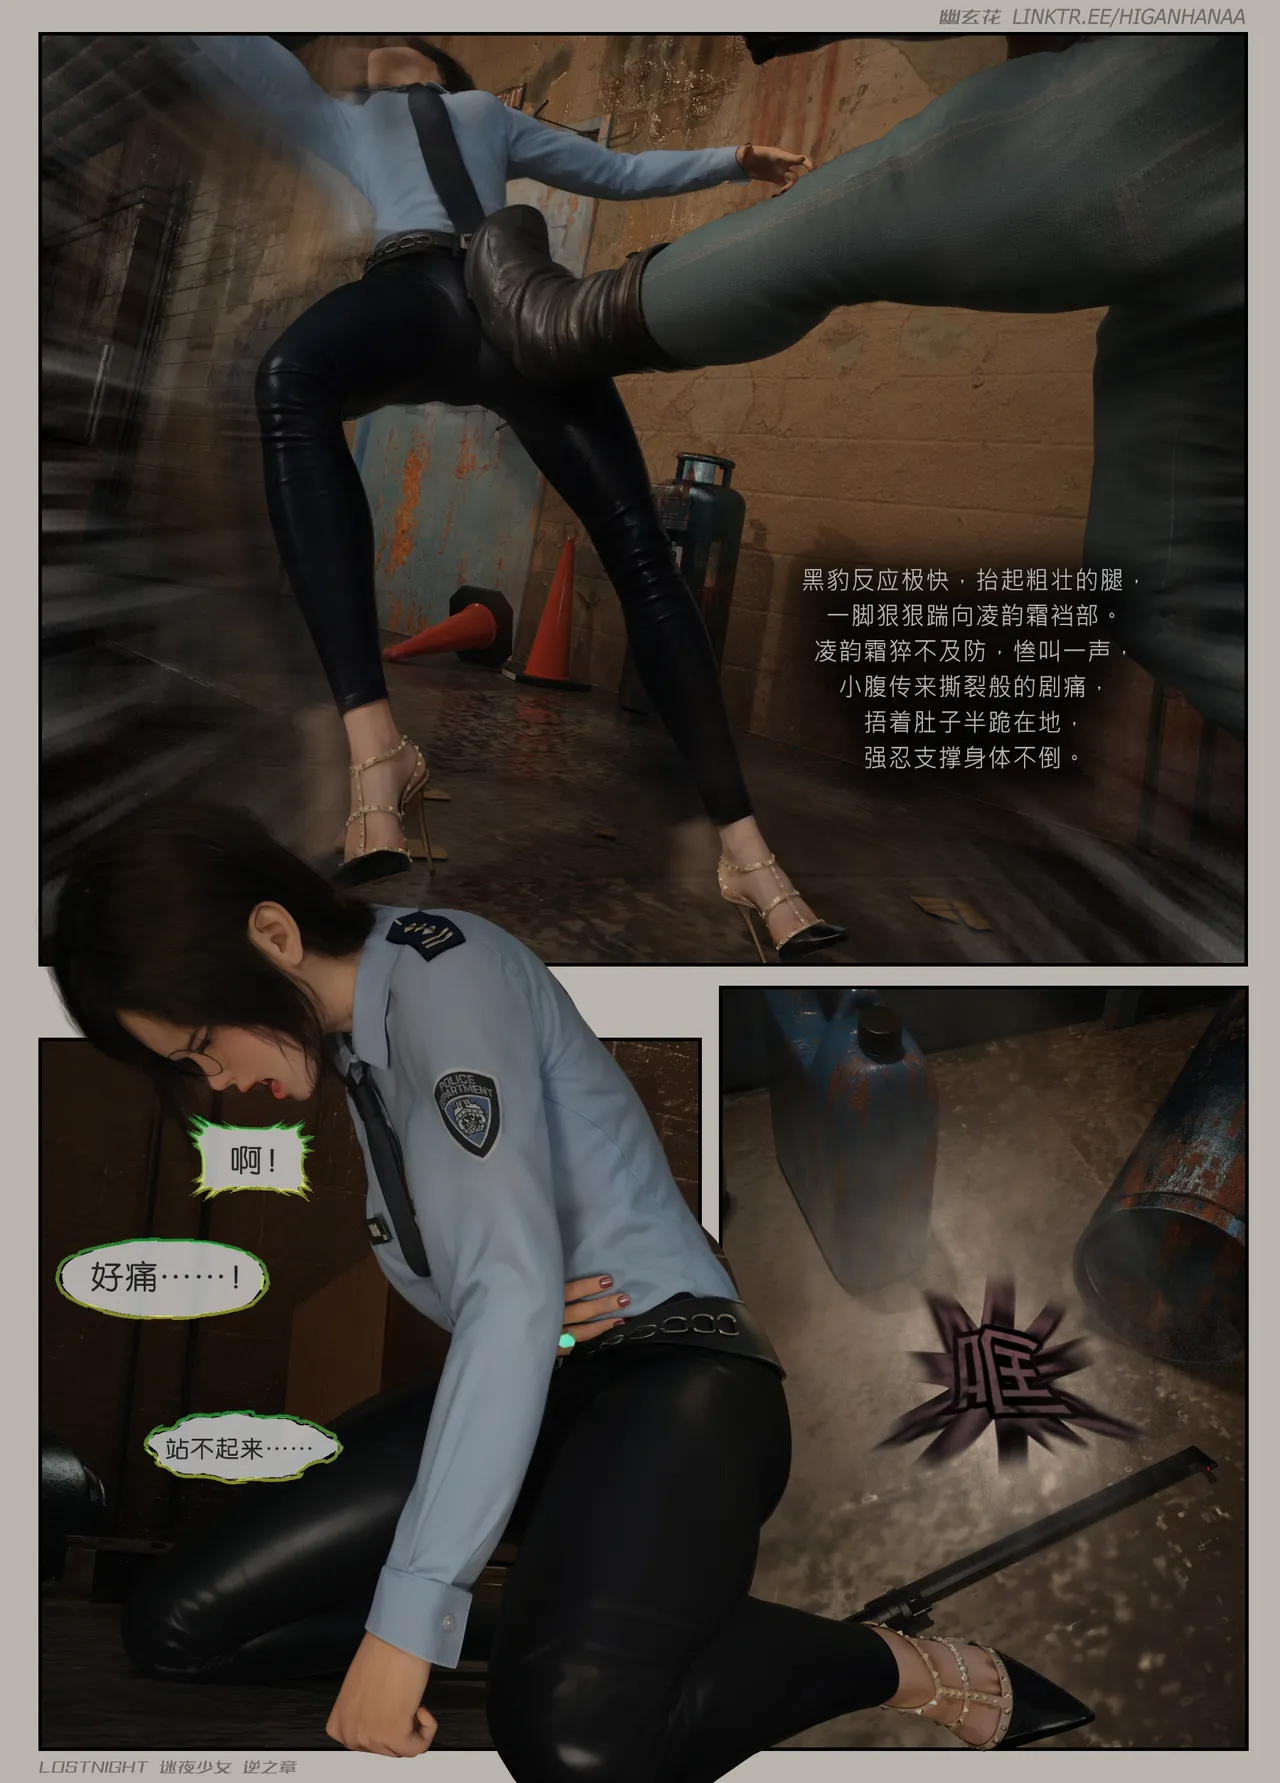 幽玄花 LINKTR.EE/HIGANHANAA
黑豹反应极快，抬起粗壮的腿，
一脚狠狠踹向凌韵霜裆部。
凌韵霜猝不及防，惨叫一声，
小腹传来撕裂般的剧痛，
捂着肚子半跪在地，
强忍支撑身体不倒。
POLICE
DEPARTMENT
啊！
好痛……！
站不起来……
哐
LOSTNIGHT 迷夜少女 逆之章